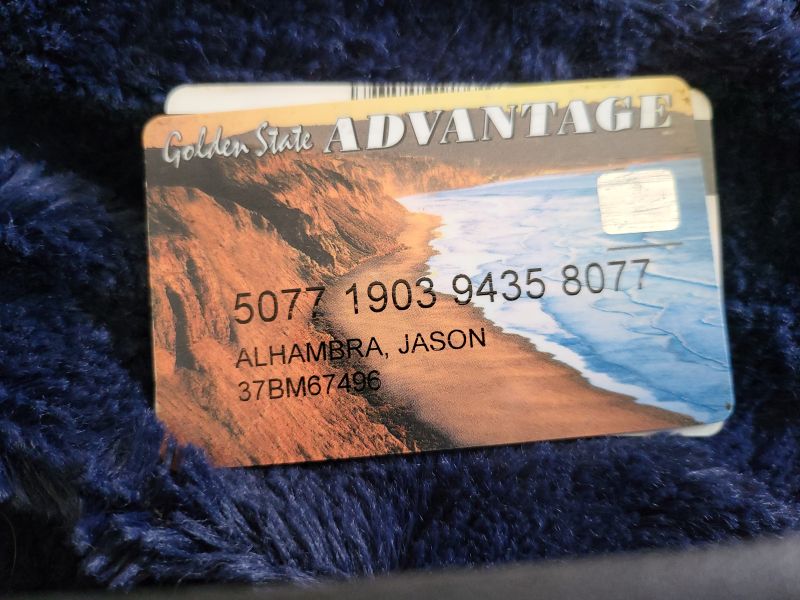 Golden State ADVANTAGE
5077 1903 9435 8077
ALHAMBRA, JASON
37BM67496